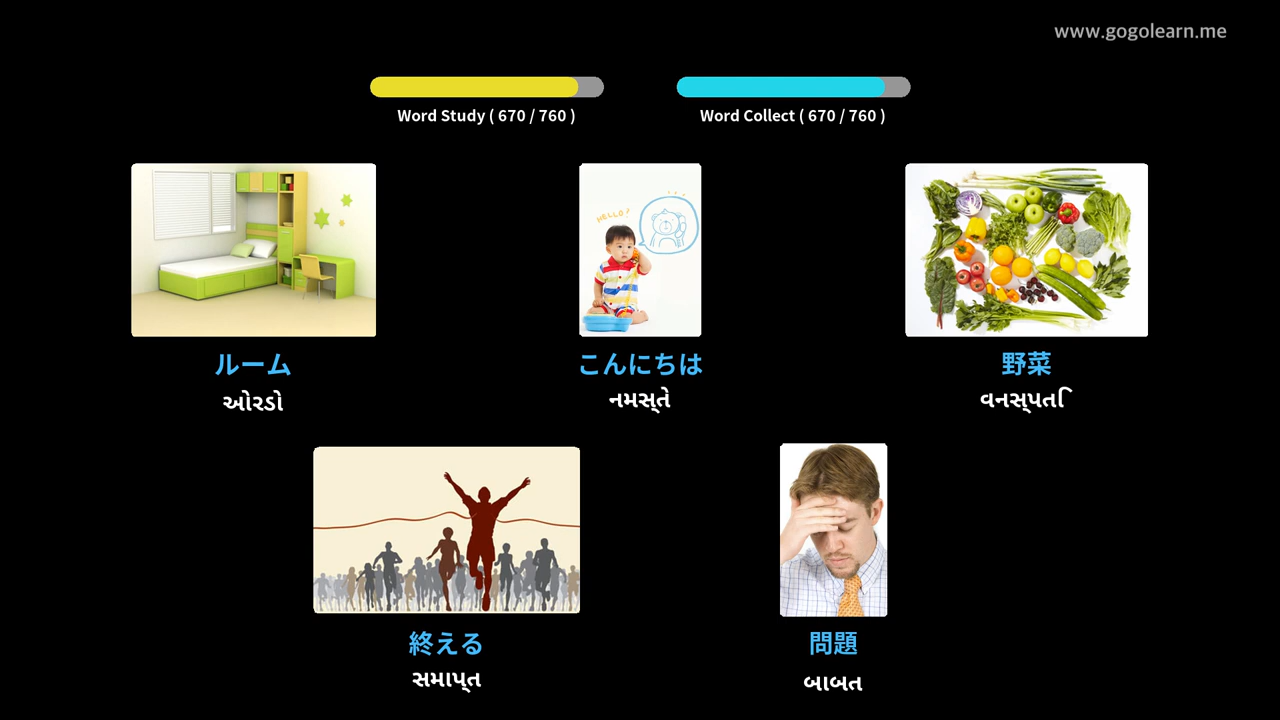 www.gogolearn.me
Word Study ( 670 / 760 )
Word Collect ( 670 / 760 )
HELLO?
ルーム
ઓરડો
こんにちは
નમસ્તે
野菜
વનસ્પતિ
終える
સમાપ્ત
問題
બાબત